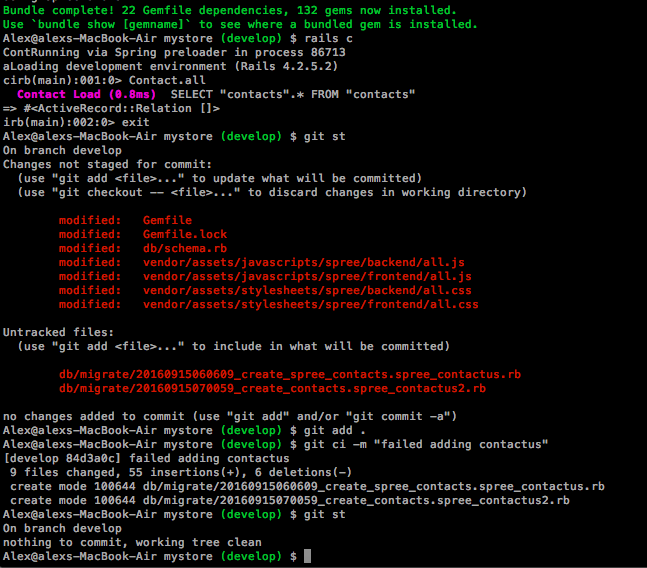 Bundle complete! 22 Gemfile dependencies, 132 gems now installed.
Use `bundle show [gemname]` to see where a bundled gem is installed.
Alex@alexs-MacBook-Air mystore (develop) $ rails c
ContRunning via Spring preloader in process 86713
aLoading development environment (Rails 4.2.5.2)
cirb(main):001:0> Contact.all
  Contact Load (0.8ms)  SELECT "contacts".* FROM "contacts"
=> #<ActiveRecord::Relation []>
irb(main):002:0> exit
Alex@alexs-MacBook-Air mystore (develop) $ git st
On branch develop
Changes not staged for commit:
  (use "git add <file>..." to update what will be committed)
  (use "git checkout -- <file>..." to discard changes in working directory)
        modified:   Gemfile
        modified:   Gemfile.lock
        modified:   db/schema.rb
        modified:   vendor/assets/javascripts/spree/backend/all.js
        modified:   vendor/assets/javascripts/spree/frontend/all.js
        modified:   vendor/assets/stylesheets/spree/backend/all.css
        modified:   vendor/assets/stylesheets/spree/frontend/all.css
Untracked files:
  (use "git add <file>..." to include in what will be committed)
        db/migrate/20160915060609_create_spree_contacts.spree_contactus.rb
        db/migrate/20160915070059_create_contacts.spree_contactus2.rb
no changes added to commit (use "git add" and/or "git commit -a")
Alex@alexs-MacBook-Air mystore (develop) $ git add .
Alex@alexs-MacBook-Air mystore (develop) $ git ci -m "failed adding contactus"
[develop 84d3a0c] failed adding contactus
 9 files changed, 55 insertions(+), 6 deletions(-)
 create mode 100644 db/migrate/20160915060609_create_spree_contacts.spree_contactus.rb
 create mode 100644 db/migrate/20160915070059_create_contacts.spree_contactus2.rb
Alex@alexs-MacBook-Air mystore (develop) $ git st
On branch develop
nothing to commit, working tree clean
Alex@alexs-MacBook-Air mystore (develop) $